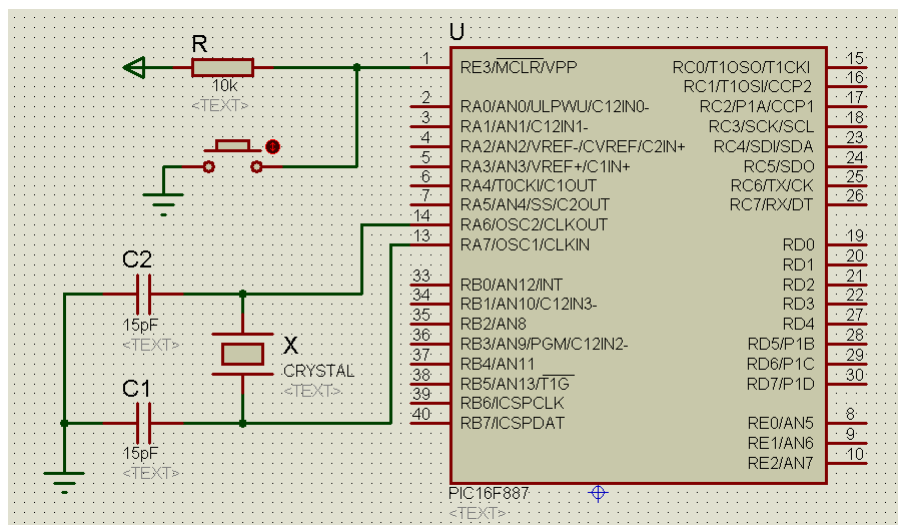 U
R
10k
<TEXT>
1 RE3/MCLR/VPP RC0/T1OSO/T1CKI 15
RC1/T1OSI/CCP2 16
2 RA0/AN0/ULPWU/C12IN0- RC2/P1A/CCP1 17
3 RA1/AN1/C12IN1- RC3/SCK/SCL 18
4 RA2/AN2/VREF-/CVREF/C2IN+ RC4/SDI/SDA 23
5 RA3/AN3/VREF+/C1IN+ RC5/SDO 24
6 RA4/T0CKI/C1OUT RC6/TX/CK 25
7 RA5/AN4/SS/C2OUT RC7/RX/DT 26
14 RA6/OSC2/CLKOUT
13 RA7/OSC1/CLKIN RD0 19
RD1 20
33 RB0/AN12/INT RD2 21
34 RB1/AN10/C12IN3- RD3 22
35 RB2/AN8 RD4 27
36 RB3/AN9/PGM/C12IN2- RD5/P1B 28
37 RB4/AN11 RD6/P1C 29
38 RB5/AN13/T1G RD7/P1D 30
39 RB6/ICSPCLK
40 RB7/ICSPDAT RE0/AN5 8
RE1/AN6 9
RE2/AN7 10
PIC16F887
<TEXT>
C2
15pF
<TEXT>
X
CRYSTAL
<TEXT>
C1
15pF
<TEXT>